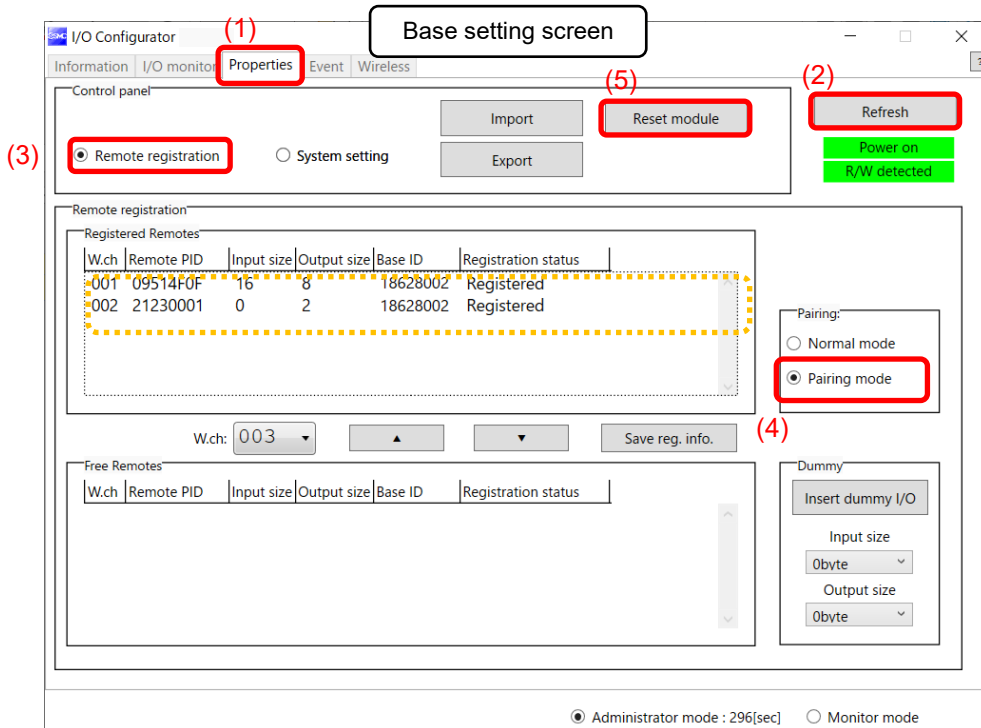 Base setting screen
(1)
SMC I/O Configurator
Information I/O monitor Properties Event Wireless
?
(5)
(2)
Control panel
Import
Reset module
Refresh
(3)
Remote registration
System setting
Export
Power on
R/W detected
Remote registration
Registered Remotes
W.ch Remote PID Input size Output size Base ID Registration status
001 09514F0F 16 8 18628002 Registered
002 21230001 0 2 18628002 Registered
Pairing:
Normal mode
Pairing mode
(4)
W.ch: 003 ▲ ▼ Save reg. info.
Free Remotes
W.ch Remote PID Input size Output size Base ID Registration status
Dummy
Insert dummy I/O
Input size
0byte
Output size
0byte
Administrator mode : 296[sec] Monitor mode